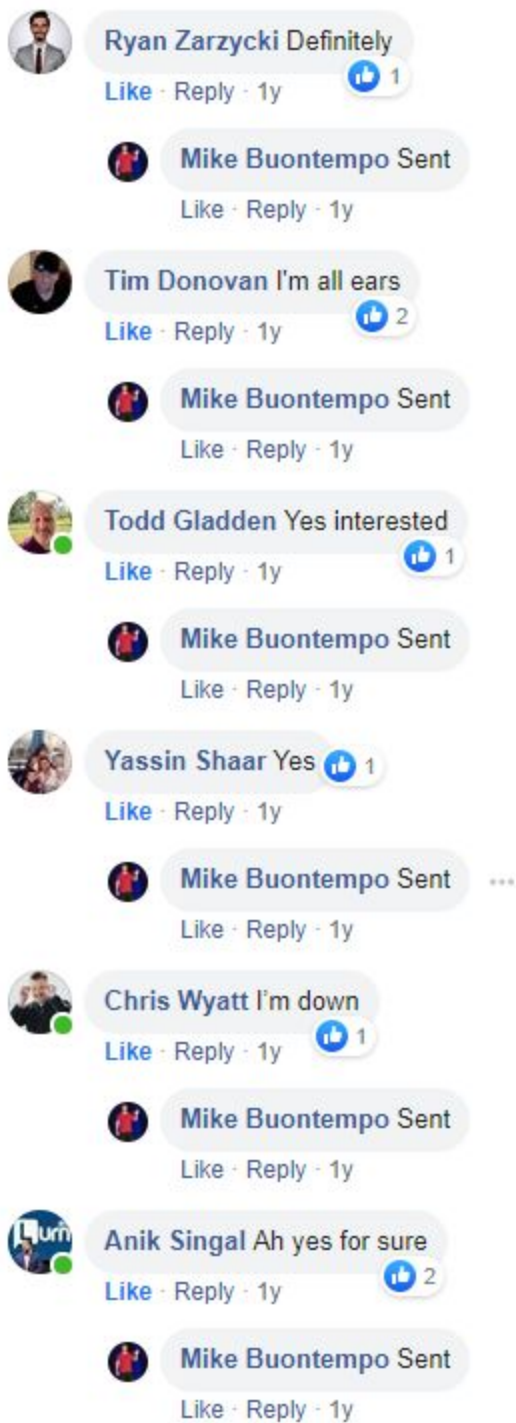 Ryan Zarzycki Definitely
1
Like · Reply · 1y
Mike Buontempo Sent
Like · Reply · 1y
Tim Donovan I'm all ears
2
Like · Reply · 1y
Mike Buontempo Sent
Like · Reply · 1y
Todd Gladden Yes interested
1
Like · Reply · 1y
Mike Buontempo Sent
Like · Reply · 1y
Yassin Shaar Yes 1
Like · Reply · 1y
Mike Buontempo Sent
Like · Reply · 1y
Chris Wyatt I'm down
1
Like · Reply · 1y
Mike Buontempo Sent
Like · Reply · 1y
Anik Singal Ah yes for sure
2
Like · Reply · 1y
Mike Buontempo Sent
Like · Reply · 1y